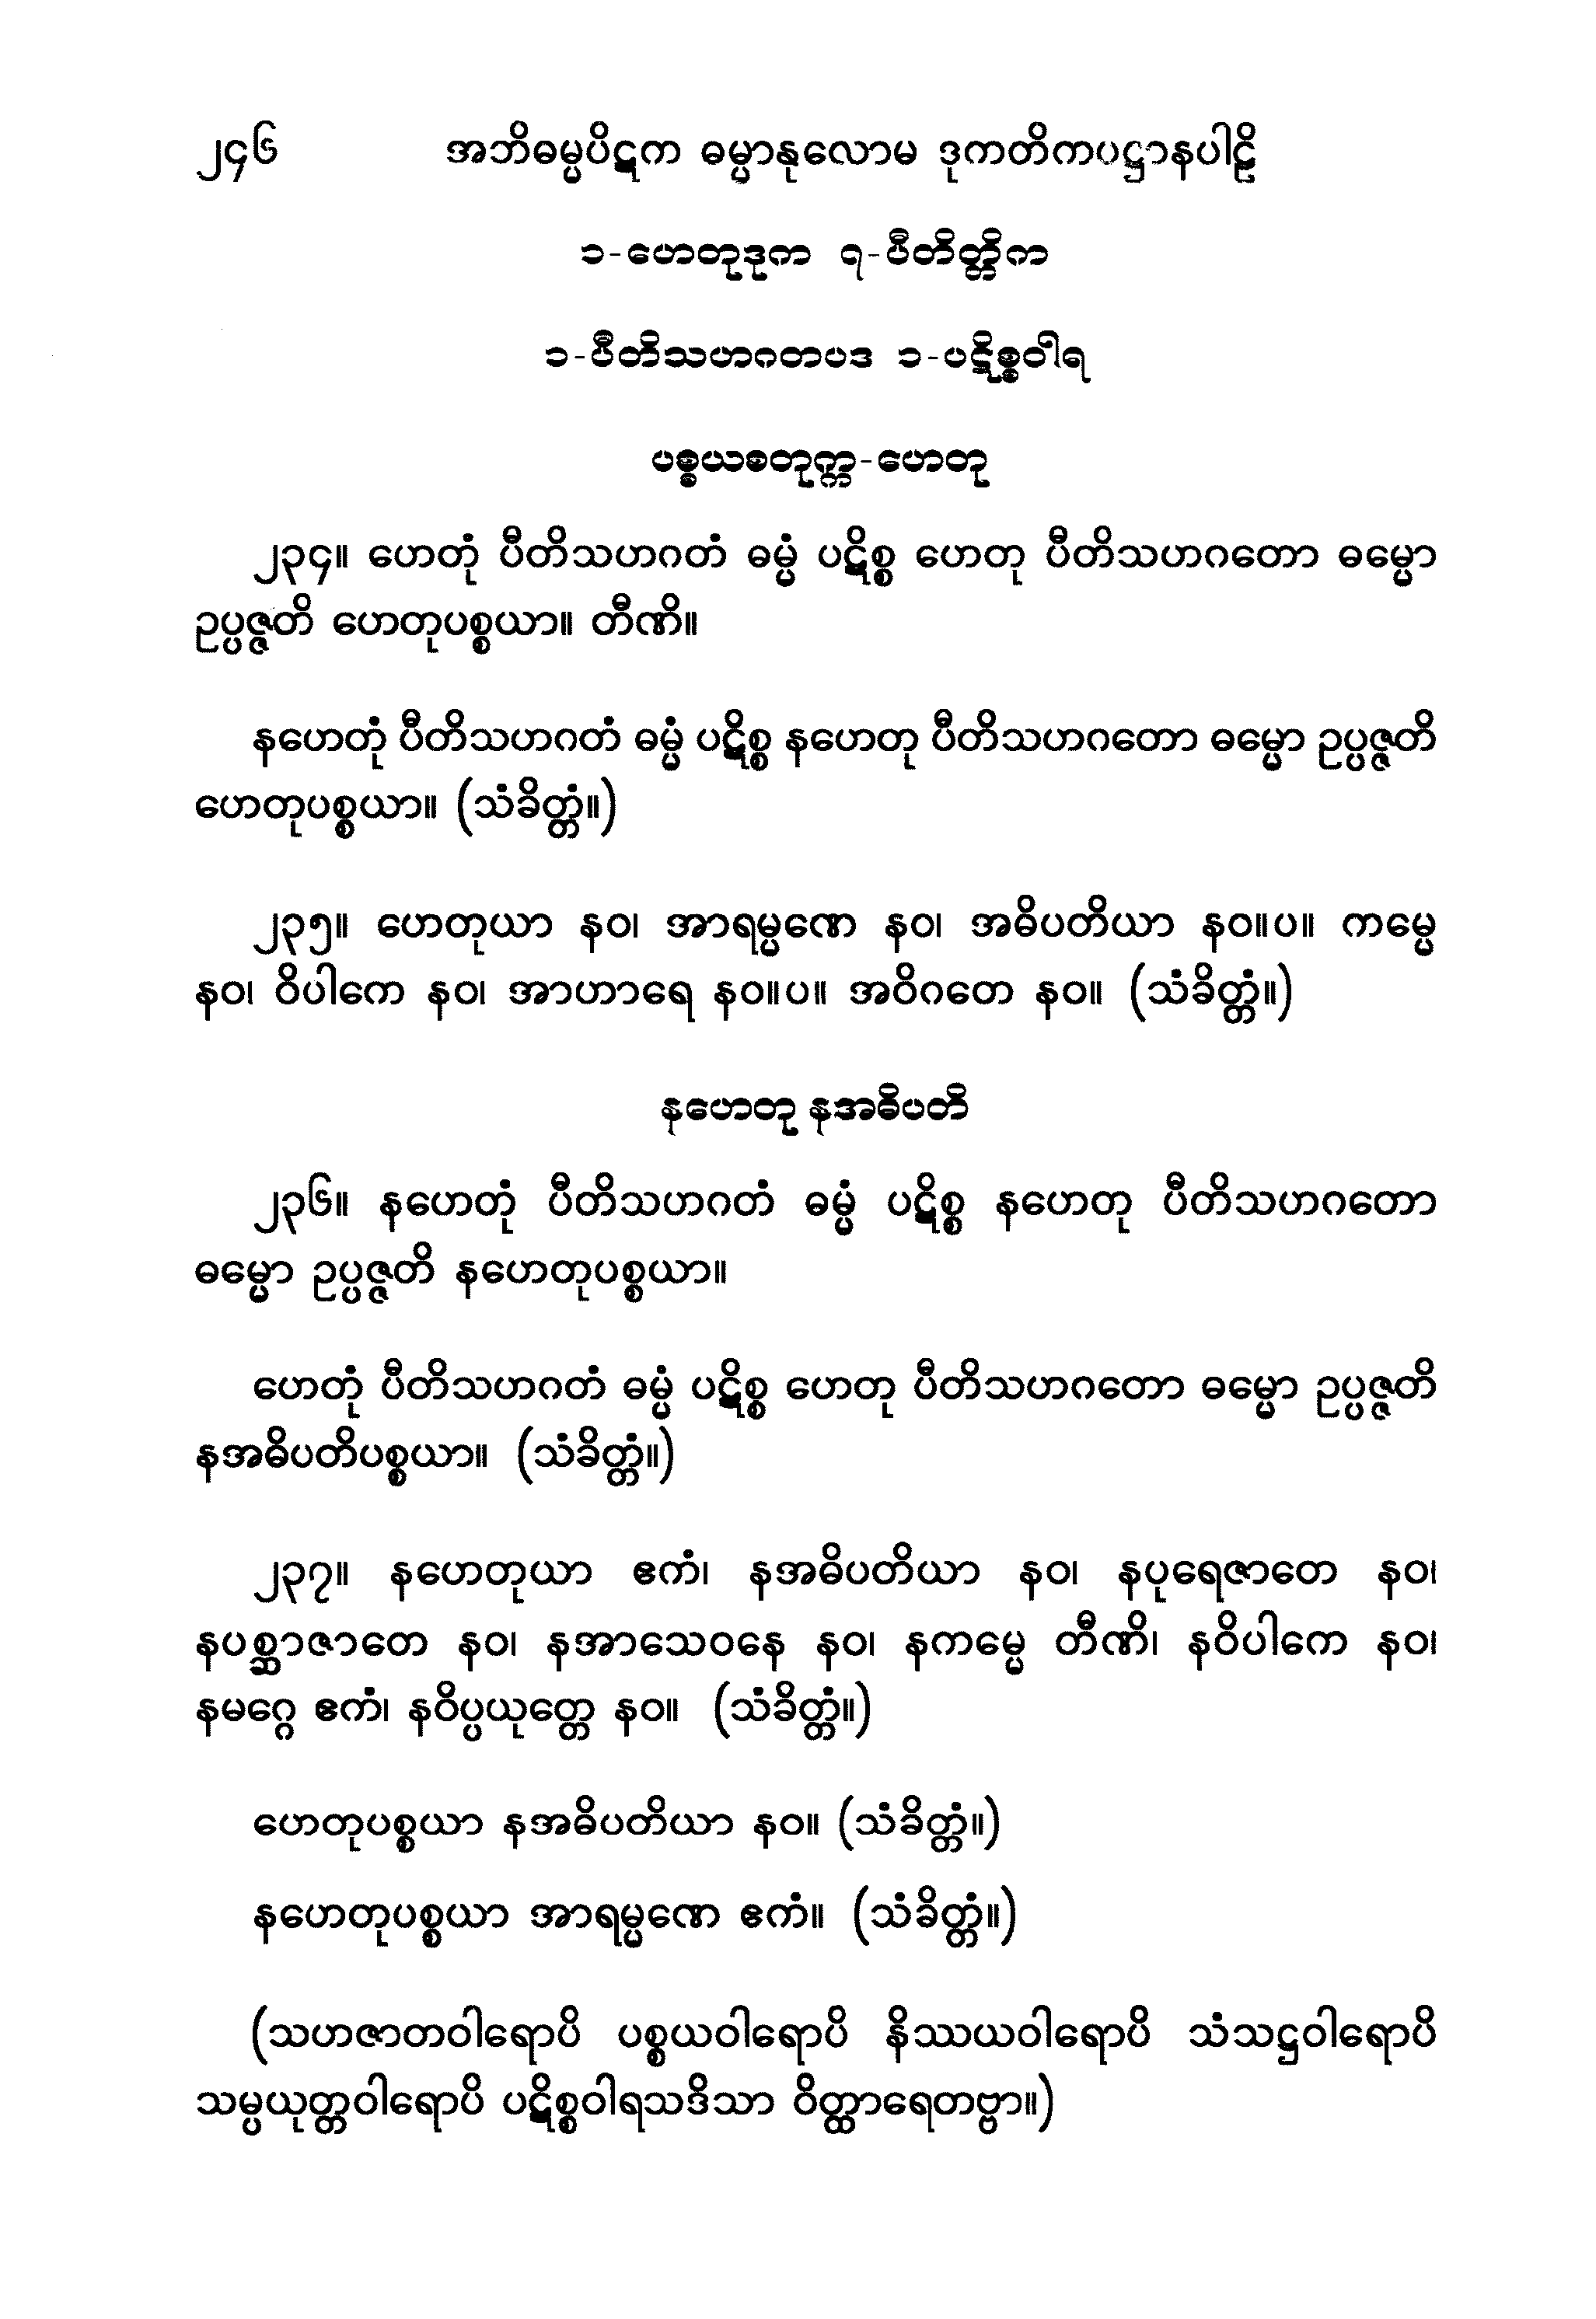 ၂၄၆ အဘိဓမ္မပိဋက ဓမ္မာနုလောမ ဒုကတိကပဋ္ဌာနပါဠိ
၁-ဟေတုဒုက ၇-ပီတိတ္တိက
၁-ပီတိသဟဂတပဒ ၁-ပဋိစ္စဝါရ
ပစ္စယစတုက္က-ဟေတု
၂၃၄။ ဟေတုံ ပီတိသဟဂတံ ဓမ္မံ ပဋိစ္စ ဟေတု ပီတိသဟဂတော ဓမ္မော
ဥပ္ပဇ္ဇတိ ဟေတုပစ္စယာ။ တီဏိ။
နဟေတုံ ပီတိသဟဂတံ ဓမ္မံ ပဋိစ္စ နဟေတု ပီတိသဟဂတော ဓမ္မော ဥပ္ပဇ္ဇတိ
ဟေတုပစ္စယာ။ (သံခိတ္တံ။)
၂၃၅။ ဟေတုယာ နဝ၊ အာရမ္မဏေ နဝ၊ အဓိပတိယာ နဝ။ပ။ ကမ္မေ
နဝ၊ ဝိပါကေ နဝ၊ အာဟာရေ နဝ။ပ။ အဝိဂတေ နဝ။ (သံခိတ္တံ။)
နဟေတု နအဓိပတိ
၂၃၆။ နဟေတုံ ပီတိသဟဂတံ ဓမ္မံ ပဋိစ္စ နဟေတု ပီတိသဟဂတော
ဓမ္မော ဥပ္ပဇ္ဇတိ နဟေတုပစ္စယာ။
ဟေတုံ ပီတိသဟဂတံ ဓမ္မံ ပဋိစ္စ ဟေတု ပီတိသဟဂတော ဓမ္မော ဥပ္ပဇ္ဇတိ
နအဓိပတိပစ္စယာ။ (သံခိတ္တံ။)
၂၃၇။ နဟေတုယာ ဧကံ၊ နအဓိပတိယာ နဝ၊ နပုရေဇာတေ နဝ၊
နပစ္ဆာဇာတေ နဝ၊ နအာသေဝနေ နဝ၊ နကမ္မေ တီဏိ၊ နဝိပါကေ နဝ၊
နမဂ္ဂေ ဧကံ၊ နဝိပ္ပယုတ္တေ နဝ။ (သံခိတ္တံ။)
ဟေတုပစ္စယာ နအဓိပတိယာ နဝ။ (သံခိတ္တံ။)
နဟေတုပစ္စယာ အာရမ္မဏေ ဧကံ။ (သံခိတ္တံ။)
(သဟဇာတဝါရောပိ ပစ္စယဝါရောပိ နိဿယဝါရောပိ သံသဋ္ဌဝါရောပိ
သမ္ပယုတ္တဝါရောပိ ပဋိစ္စဝါရသဒိသာ ဝိတ္ထာရေတဗ္ဗာ။)